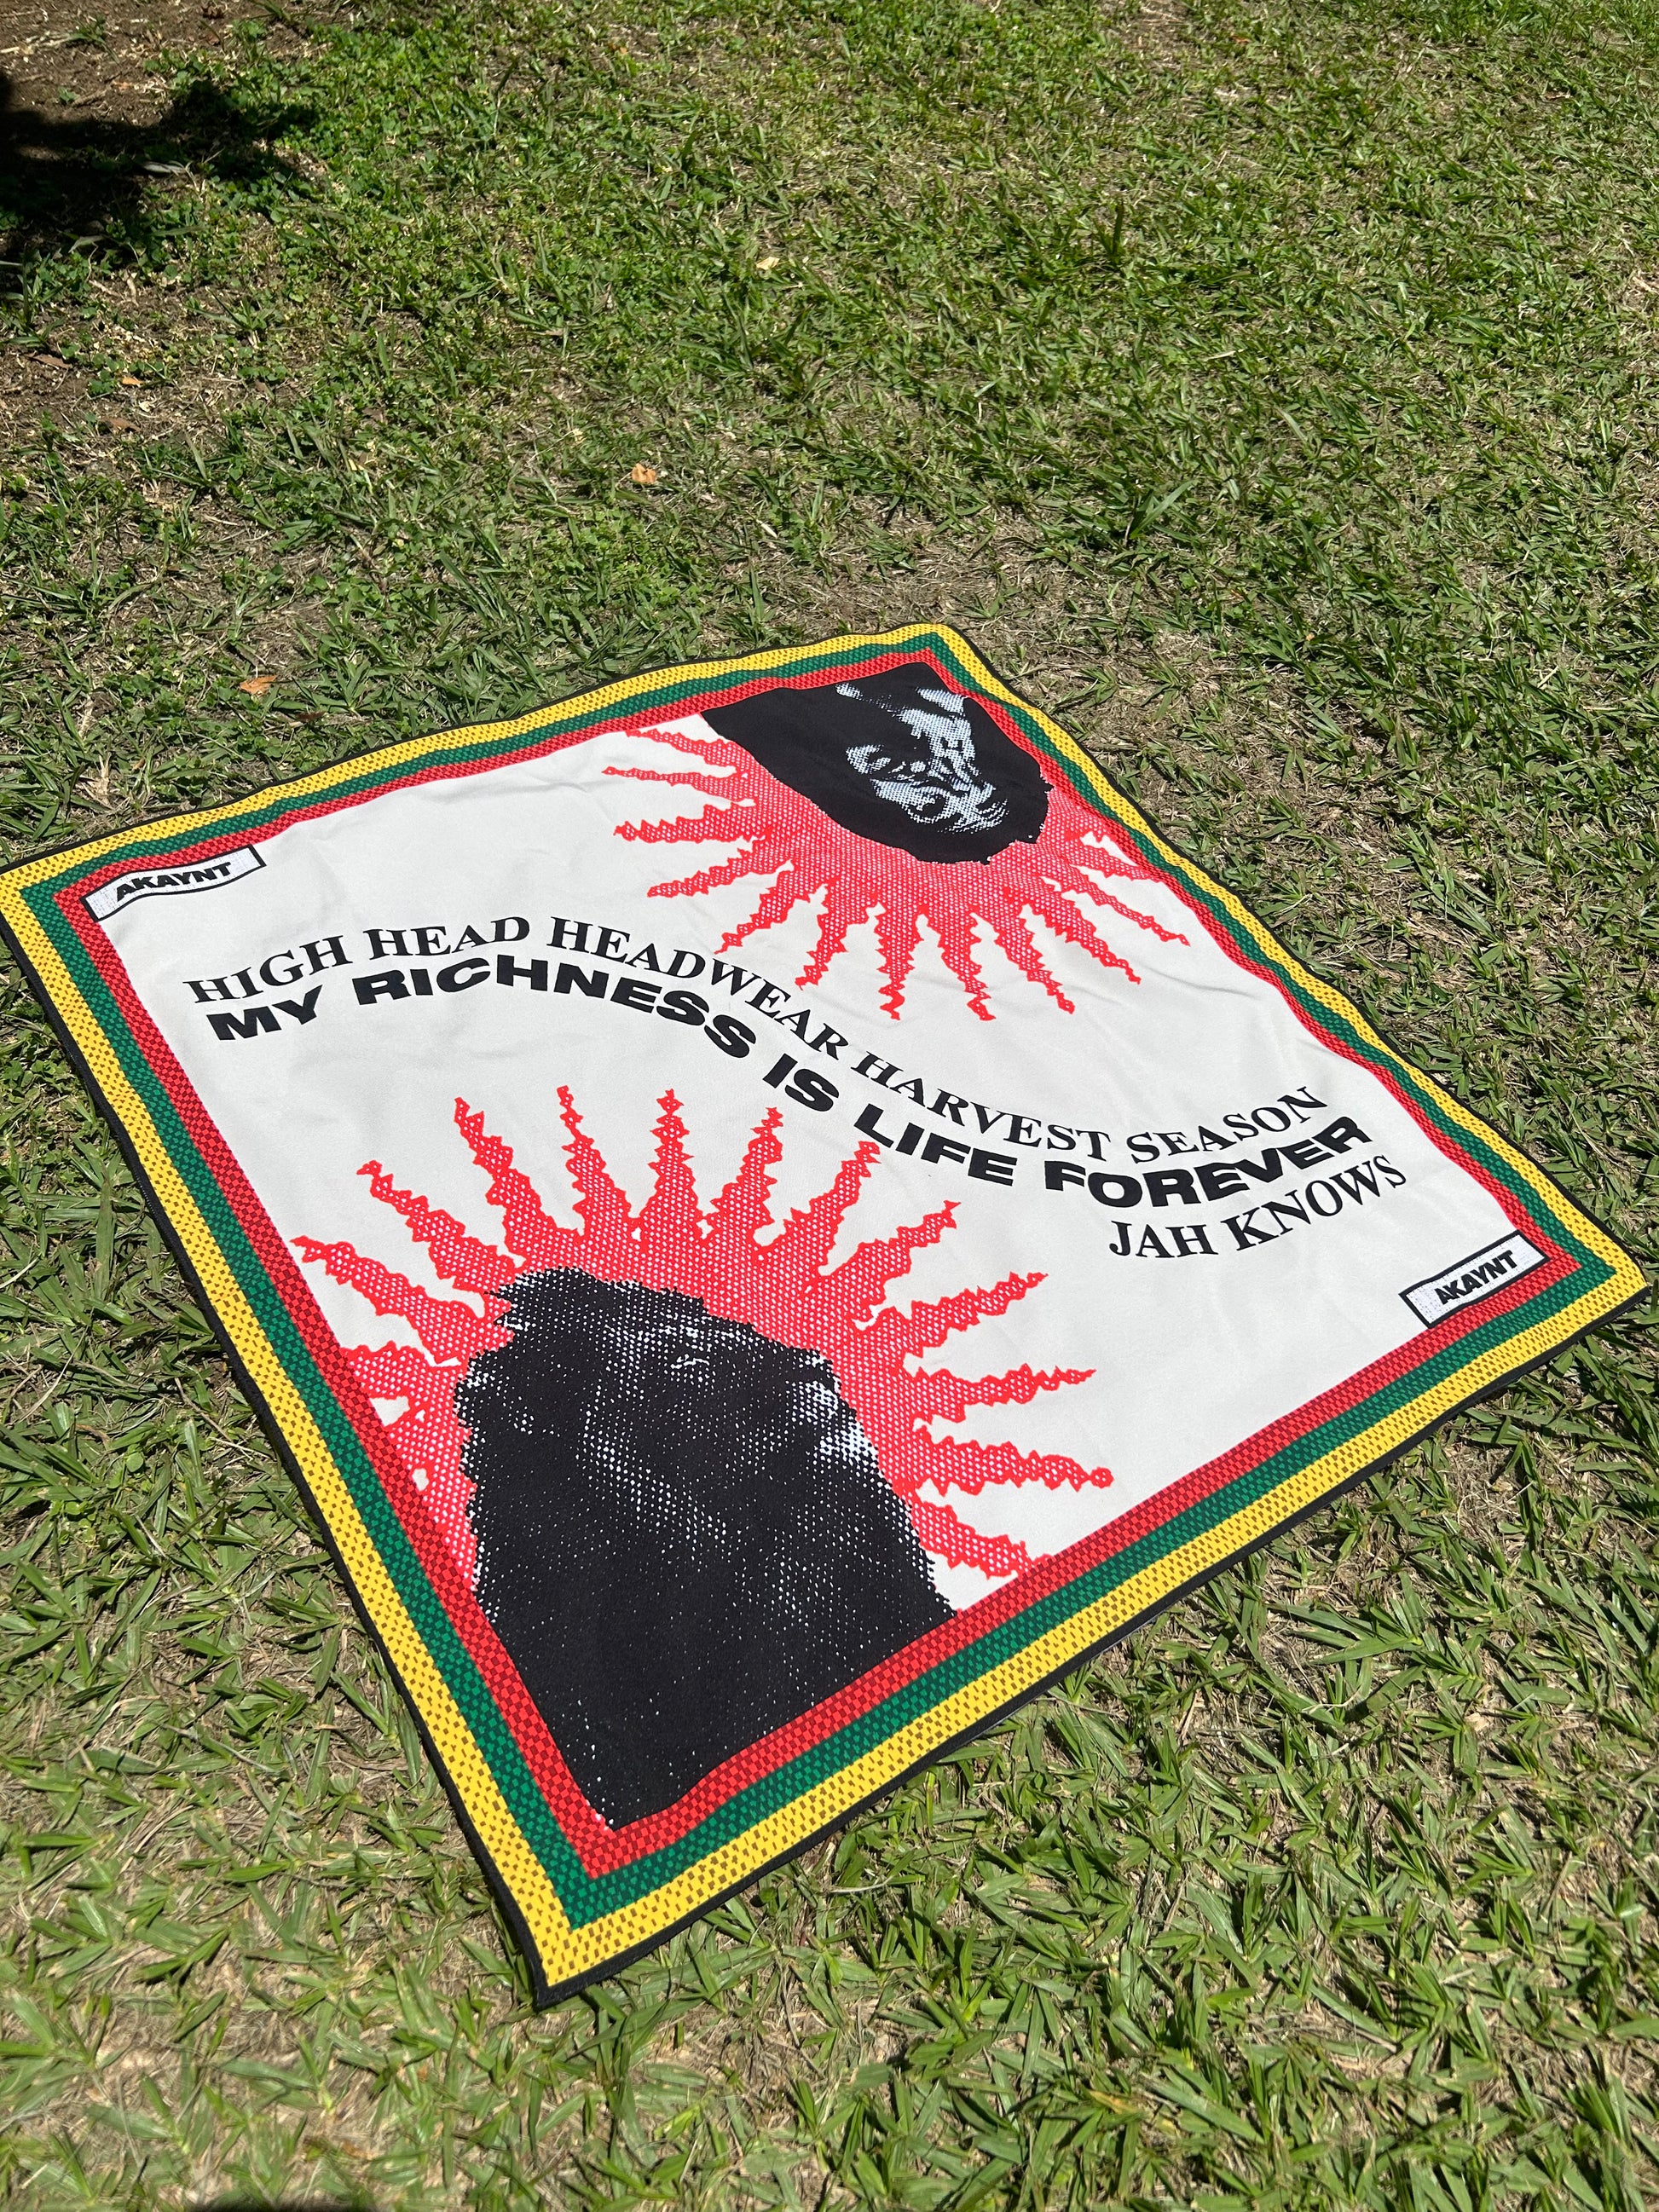 AKAYNT
HIGH HEAD HEADWEAR HARVEST SEASON
MY RICHNESS IS LIFE FOREVER
JAH KNOWS
AKAYNT